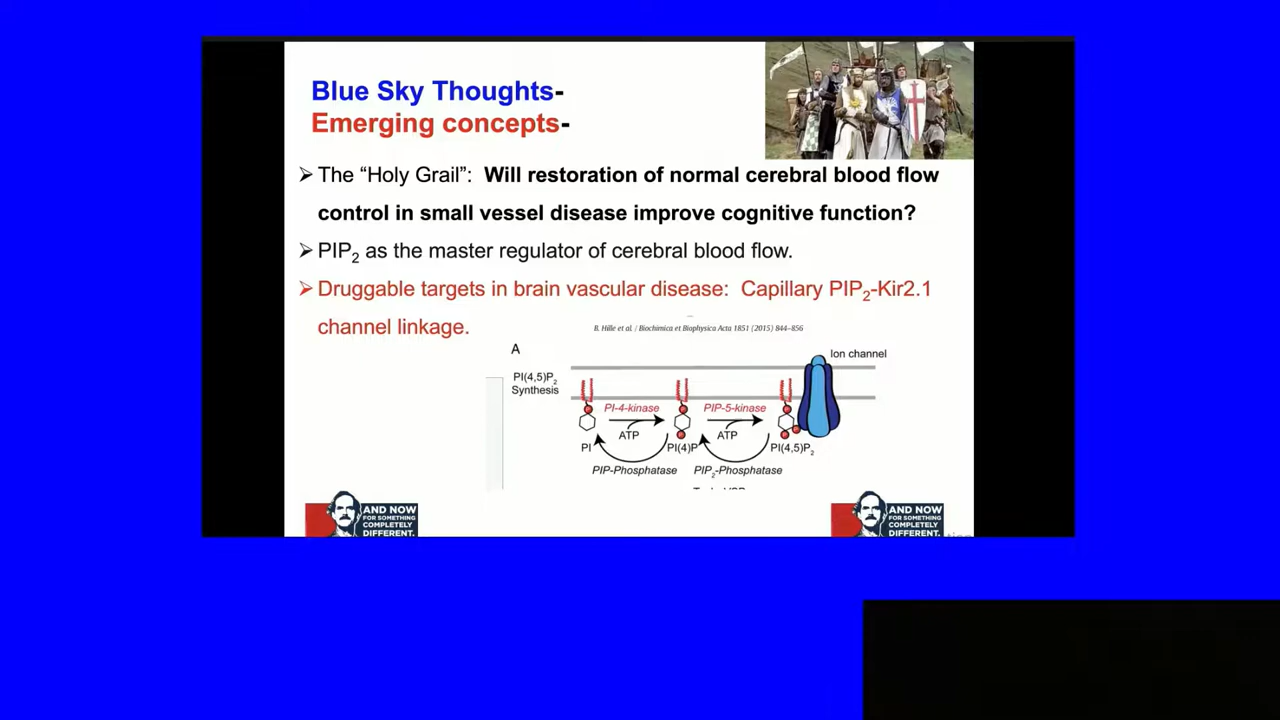 Blue Sky Thoughts-
Emerging concepts-
➢ The “Holy Grail”: Will restoration of normal cerebral blood flow
control in small vessel disease improve cognitive function?
➢ PIP2 as the master regulator of cerebral blood flow.
➢ Druggable targets in brain vascular disease: Capillary PIP2-Kir2.1
channel linkage.
B. Hille et al. / Biochimica et Biophysica Acta 1851 (2015) 844–856
A
Ion channel
PI(4,5)P2
Synthesis
PI-4-kinase
PIP-5-kinase
ATP
ATP
PI
PI(4)P
PI(4,5)P2
PIP-Phosphatase
PIP2-Phosphatase
AND NOW
FOR SOMETHING
COMPLETELY
DIFFERENT.
AND NOW
FOR SOMETHING
COMPLETELY
DIFFERENT.